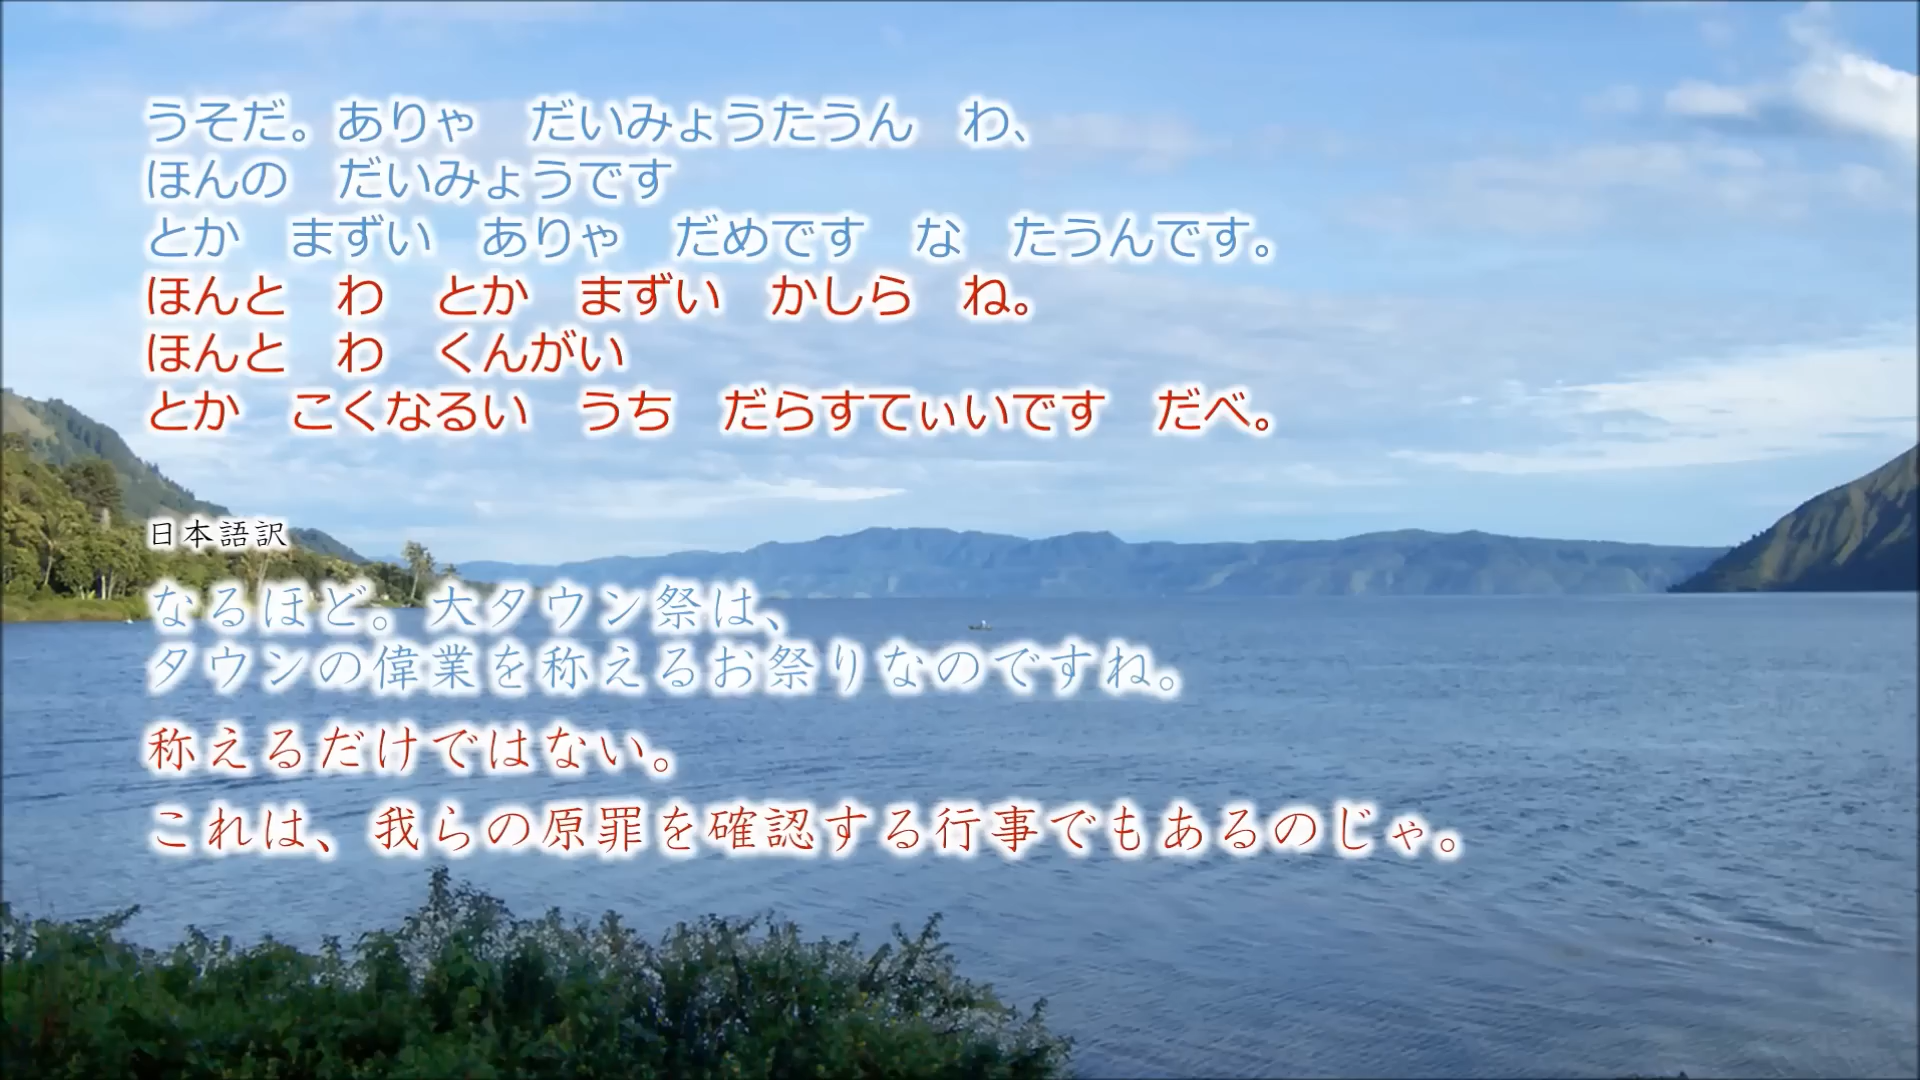 うそだ。ありゃ　だいみょうたうん　わ、
ほんの　だいみょうです
とか　まずい　ありゃ　だめです　な　たうんです。
ほんと　わ　とか　まずい　かしら　ね。
ほんと　わ　くんがい
とか　こくなるい　うち　だらすてぃいです　だべ。
日本語訳
なるほど。大タウン祭は、
タウンの偉業を称えるお祭りなのですね。
称えるだけではない。
これは、我らの原罪を確認する行事でもあるのじゃ。